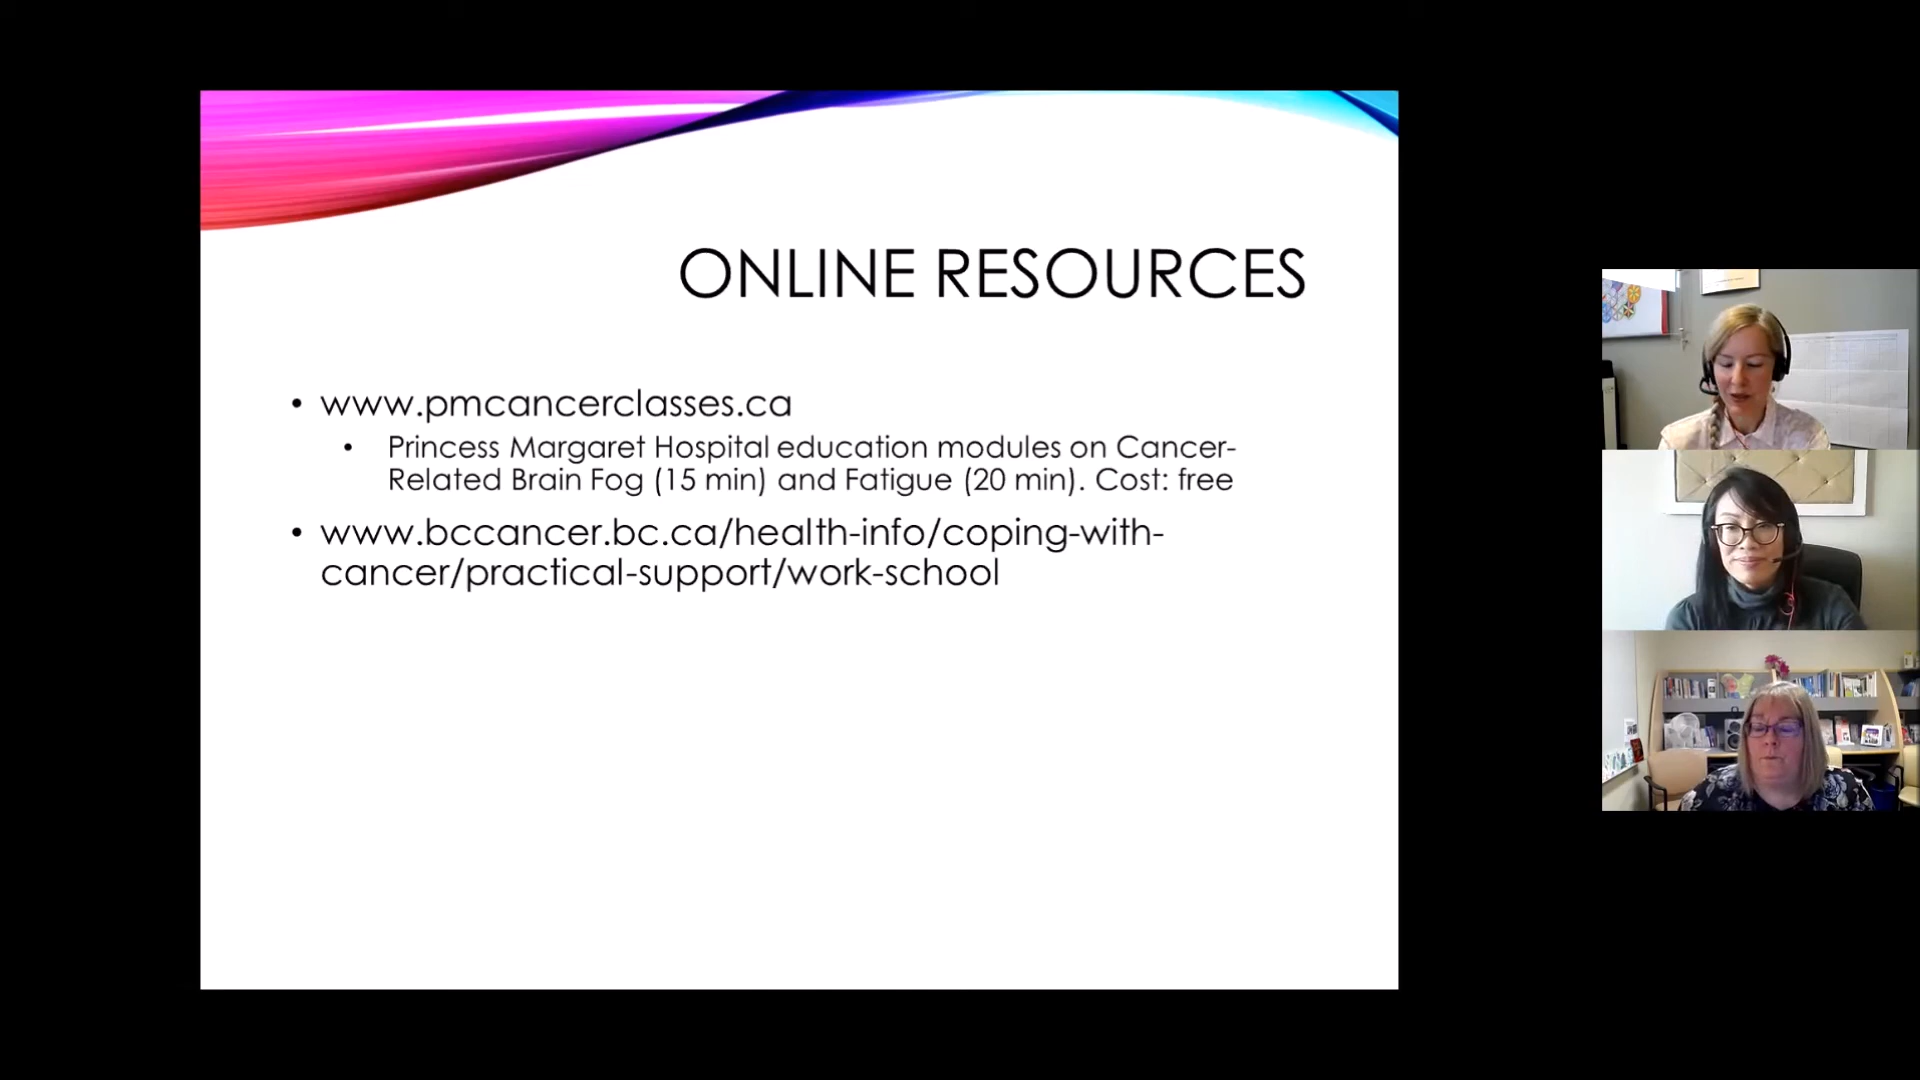 ONLINE RESOURCES
• www.pmcancerclasses.ca
• Princess Margaret Hospital education modules on Cancer-
Related Brain Fog (15 min) and Fatigue (20 min). Cost: free
• www.bccancer.bc.ca/health-info/coping-with-
cancer/practical-support/work-school